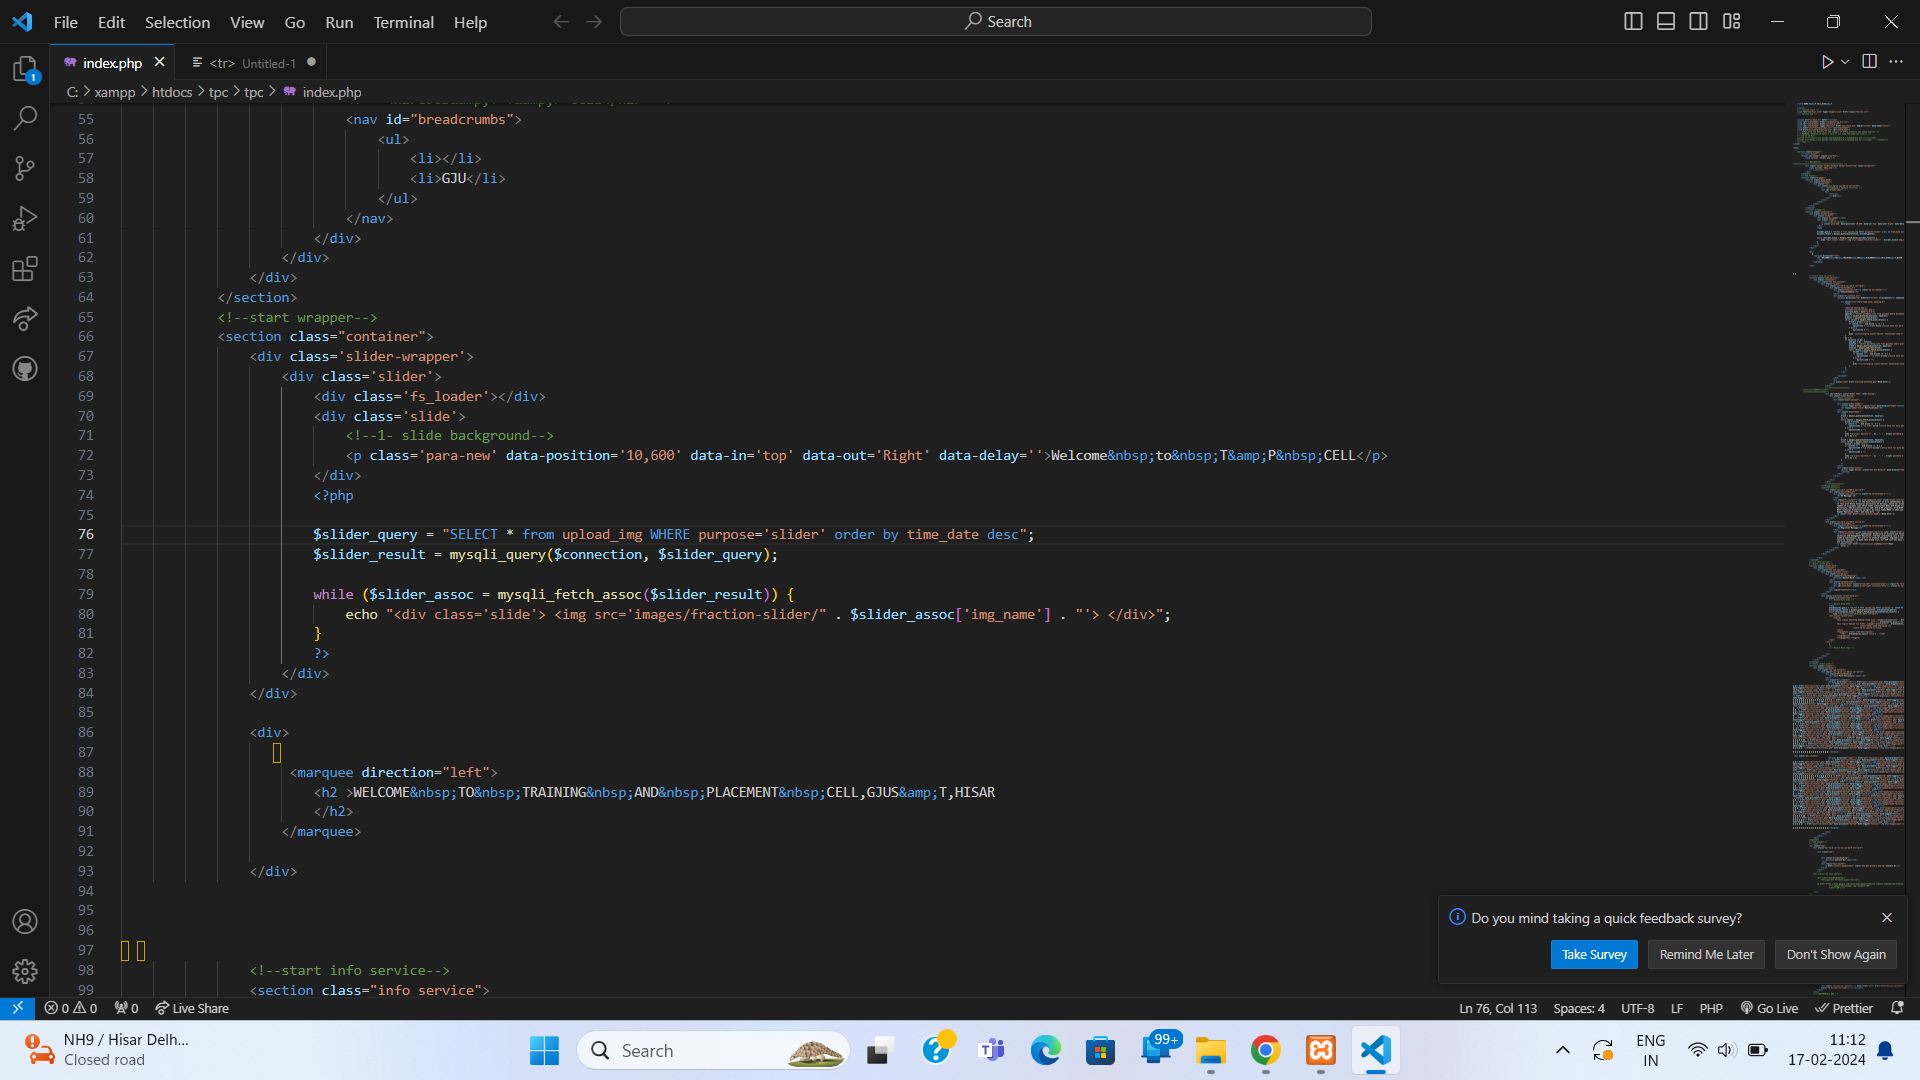 File Edit Selection View Go Run Terminal Help
Search
index.php
<tr> Untitled-1
C: > xampp > htdocs > tpc > tpc > index.php
55 <nav id="breadcrumbs">
56 <ul>
57 <li></li>
58 <li>GJU</li>
59 </ul>
60 </nav>
61 </div>
62 </div>
63 </div>
64 </section>
65 <!--start wrapper-->
66 <section class="container">
67 <div class='slider-wrapper'>
68 <div class='slider'>
69 <div class='fs_loader'></div>
70 <div class='slide'>
71 <!--1- slide background-->
72 <p class='para-new' data-position='10,600' data-in='top' data-out='Right' data-delay=''>Welcome&nbsp;to&nbsp;T&amp;P&nbsp;CELL</p>
73 </div>
74 <?php
75
76 $slider_query = "SELECT * from upload_img WHERE purpose='slider' order by time_date desc";
77 $slider_result = mysqli_query($connection, $slider_query);
78
79 while ($slider_assoc = mysqli_fetch_assoc($slider_result)) {
80 echo "<div class='slide'> <img src='images/fraction-slider/" . $slider_assoc['img_name'] . "'> </div>";
81 }
82 ?>
83 </div>
84 </div>
85
86 <div>
87
88 <marquee direction="left">
89 <h2 >WELCOME&nbsp;TO&nbsp;TRAINING&nbsp;AND&nbsp;PLACEMENT&nbsp;CELL,GJUS&amp;T,HISAR
90 </h2>
91 </marquee>
92
93 </div>
94
95
96
97
98 <!--start info service-->
99 <section class="info_service">
1
Do you mind taking a quick feedback survey?
Take Survey Remind Me Later Don't Show Again
0 0 0 Live Share
Ln 76, Col 113 Spaces: 4 UTF-8 LF PHP Go Live Prettier
NH9 / Hisar Delh...
Closed road
Search
99+
ENG
IN
11:12
17-02-2024